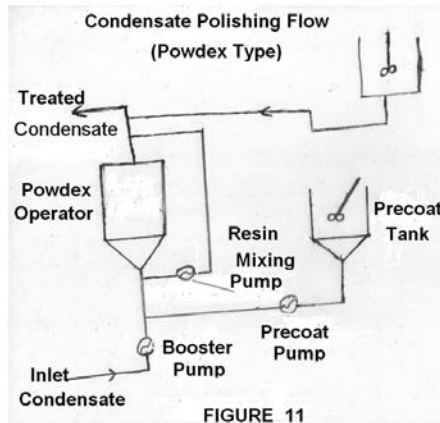 Condensate Polishing Flow
(Powdex Type)
Treated
Condensate
Powdex
Operator
Precoat
Tank
Resin
Mixing
Pump
Precoat
Pump
Booster
Pump
Inlet
Condensate
FIGURE 11